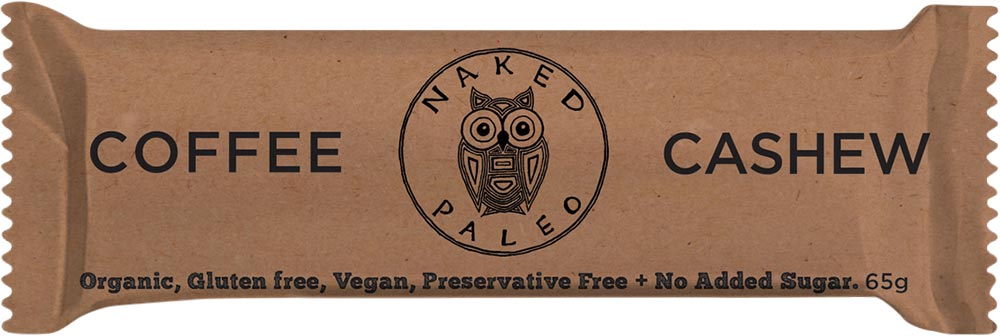 NAKED
COFFEE
CASHEW
PALEO
Organic, Gluten free, Vegan, Preservative Free + No Added Sugar. 65g